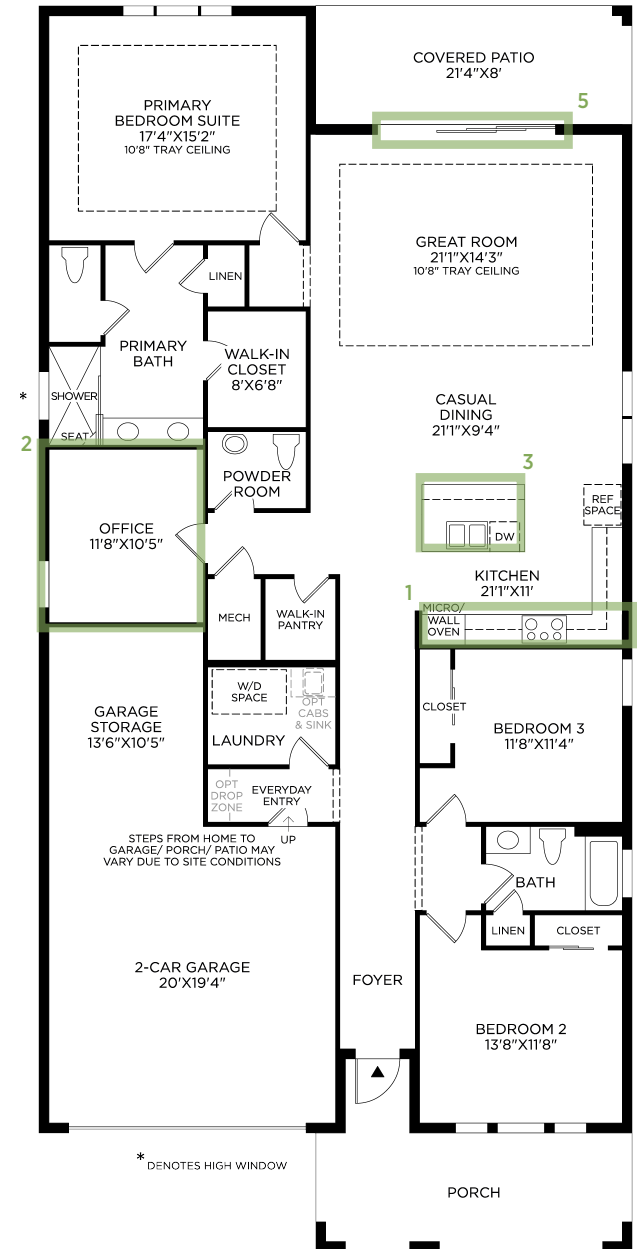 COVERED PATIO
21'4"X8'
5
PRIMARY
BEDROOM SUITE
17'4"X15'2"
10'8" TRAY CEILING
GREAT ROOM
21'1"X14'3"
10'8" TRAY CEILING
LINEN
PRIMARY
BATH
WALK-IN
CLOSET
8'X6'8"
*
SHOWER
SEAT
CASUAL
DINING
21'1"X9'4"
2
POWDER
ROOM
3
REF
SPACE
DW
OFFICE
11'8"X10'5"
KITCHEN
21'1"X11'
1
MICRO/
WALL
OVEN
MECH
WALK-IN
PANTRY
W/D
SPACE
OPT
CABS
& SINK
LAUNDRY
GARAGE
STORAGE
13'6"X10'5"
CLOSET
BEDROOM 3
11'8"X11'4"
OPT
DROP
ZONE
EVERYDAY
ENTRY
UP
STEPS FROM HOME TO
GARAGE/ PORCH/ PATIO MAY
VARY DUE TO SITE CONDITIONS
BATH
LINEN
CLOSET
2-CAR GARAGE
20'X19'4"
FOYER
BEDROOM 2
13'8"X11'8"
* DENOTES HIGH WINDOW
PORCH